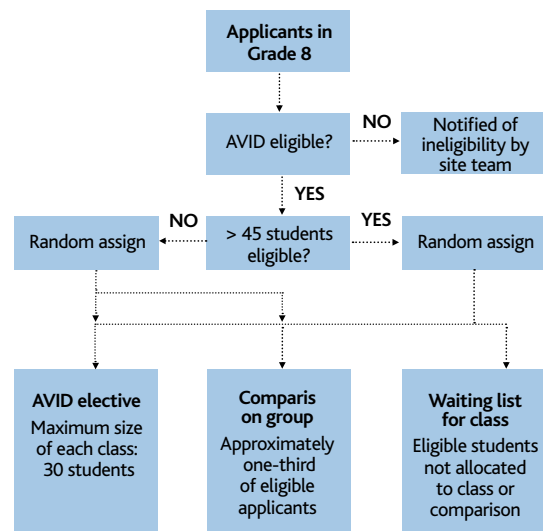 Applicants in
Grade 8
AVID eligible?
NO
Notified of
ineligibility by
site team
YES
NO
Random assign
> 45 students
eligible?
YES
Random assign
AVID elective
Maximum size
of each class:
30 students
Comparis
on group
Approximately
one-third
of eligible
applicants
Waiting list
for class
Eligible students
not allocated
to class or
comparison